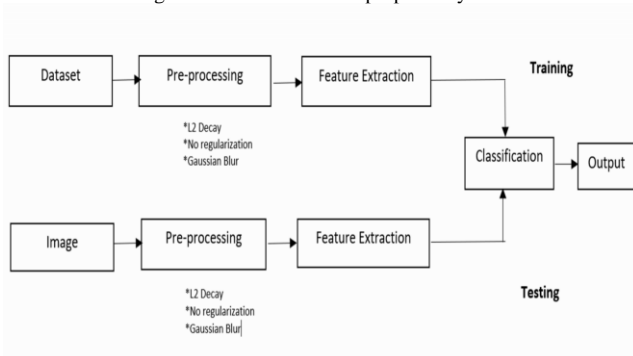 Dataset
Pre-processing
Feature Extraction
Training
*L2 Decay
*No regularization
*Gaussian Blur
Classification
Output
Image
Pre-processing
Feature Extraction
*L2 Decay
*No regularization
*Gaussian Blur
Testing